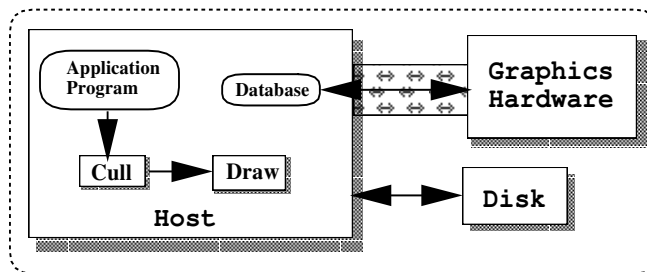 Application
Program
Database
Graphics
Hardware
Cull
Draw
Disk
Host